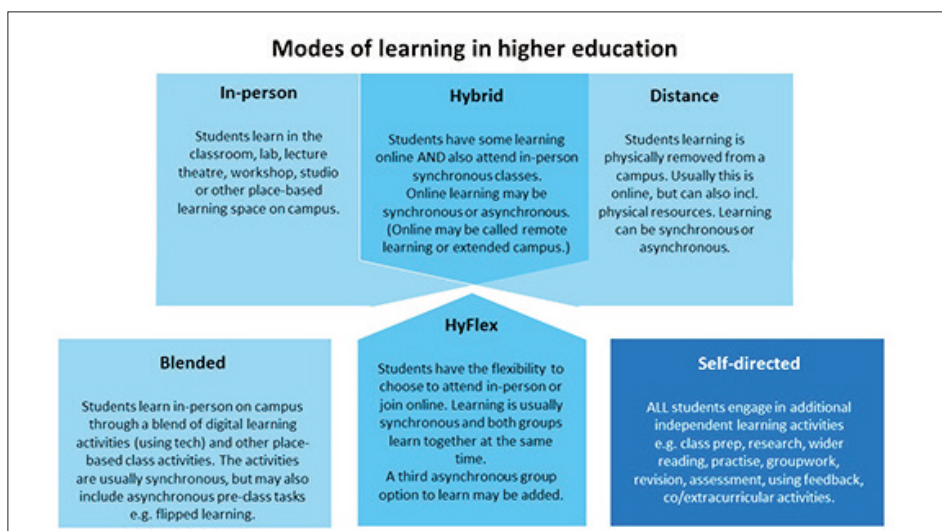 Modes of learning in higher education
In-person
Students learn in the
classroom, lab, lecture
theatre, workshop, studio
or other place-based
learning space on campus.
Hybrid
Students have some learning
online AND also attend in-person
synchronous classes.
Online learning may be
synchronous or asynchronous.
(Online may be called remote
learning or extended campus.)
Distance
Students learning is
physically removed from a
campus. Usually this is
online, but can also incl.
physical resources. Learning
can be synchronous or
asynchronous.
Blended
Students learn in-person on campus
through a blend of digital learning
activities (using tech) and other place-
based class activities. The activities
are usually synchronous, but may also
include asynchronous pre-class tasks
e.g. flipped learning.
HyFlex
Students have the flexibility to
choose to attend in-person or
join online. Learning is usually
synchronous and both groups
learn together at the same
time.
A third asynchronous group
option to learn may be added.
Self-directed
ALL students engage in additional
independent learning activities
e.g. class prep, research, wider
reading, practise, groupwork,
revision, assessment, using feedback,
co/extracurricular activities.